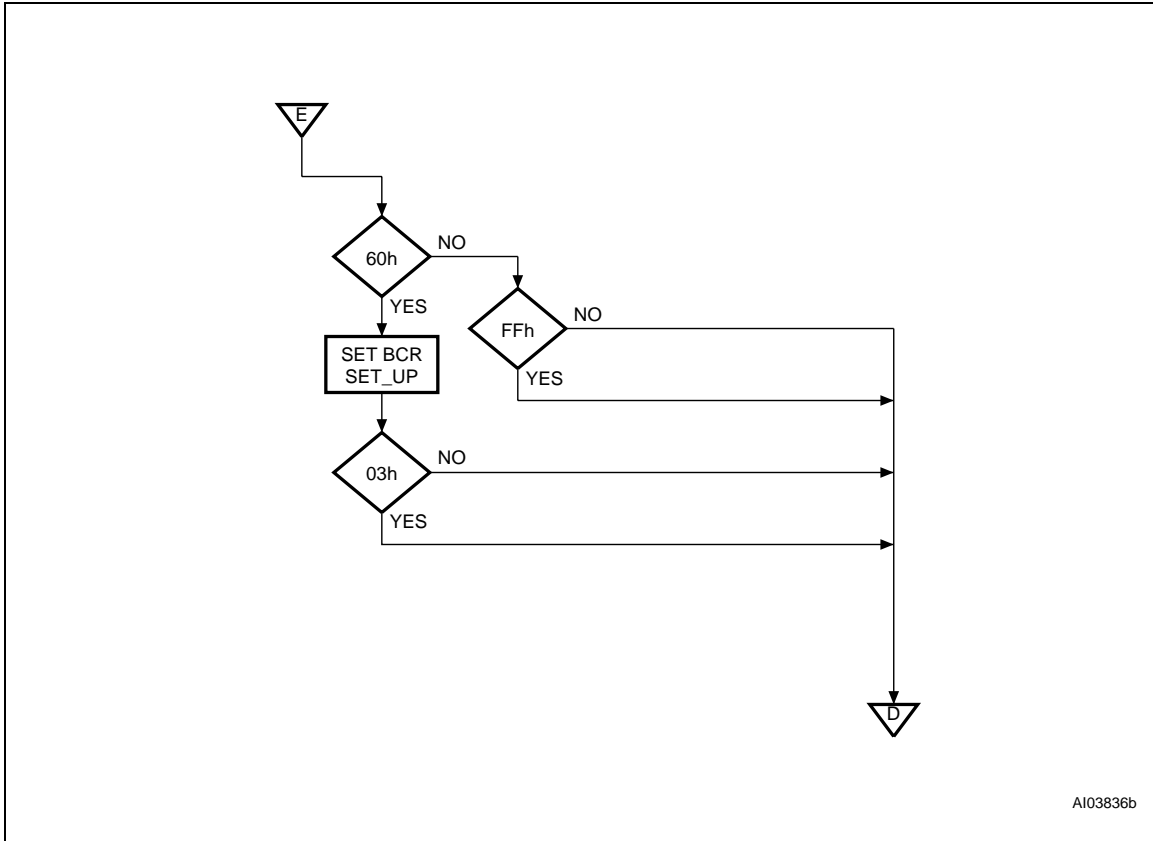 E
60h
NO
YES
FFh
NO
YES
SET BCR
SET_UP
03h
NO
YES
D
AI03836b